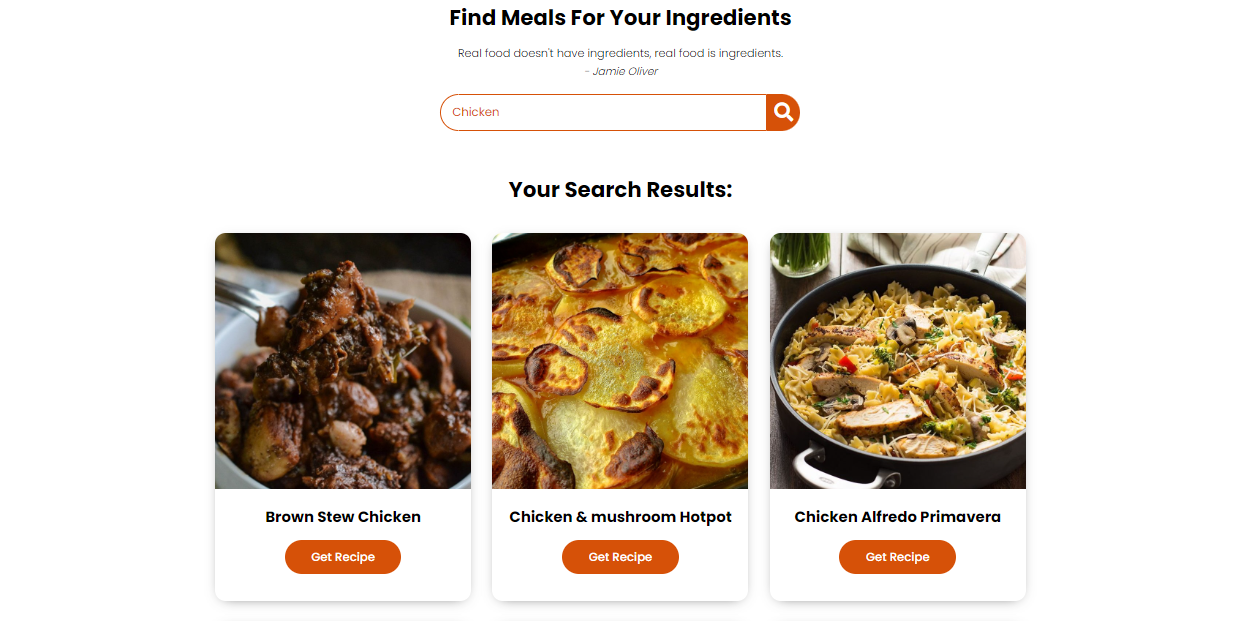 Find Meals For Your Ingredients
Real food doesn't have ingredients, real food is ingredients.
- Jamie Oliver
Chicken
Your Search Results:
Brown Stew Chicken
Chicken & mushroom Hotpot
Chicken Alfredo Primavera
Get Recipe
Get Recipe
Get Recipe